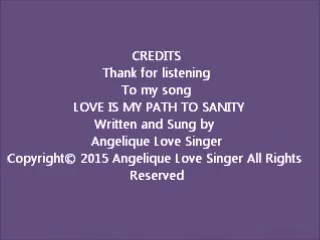 CREDITS
Thank for listening
To my song
LOVE IS MY PATH TO SANITY
Written and Sung by
Angelique Love Singer
Copyright© 2015 Angelique Love Singer All Rights
Reserved